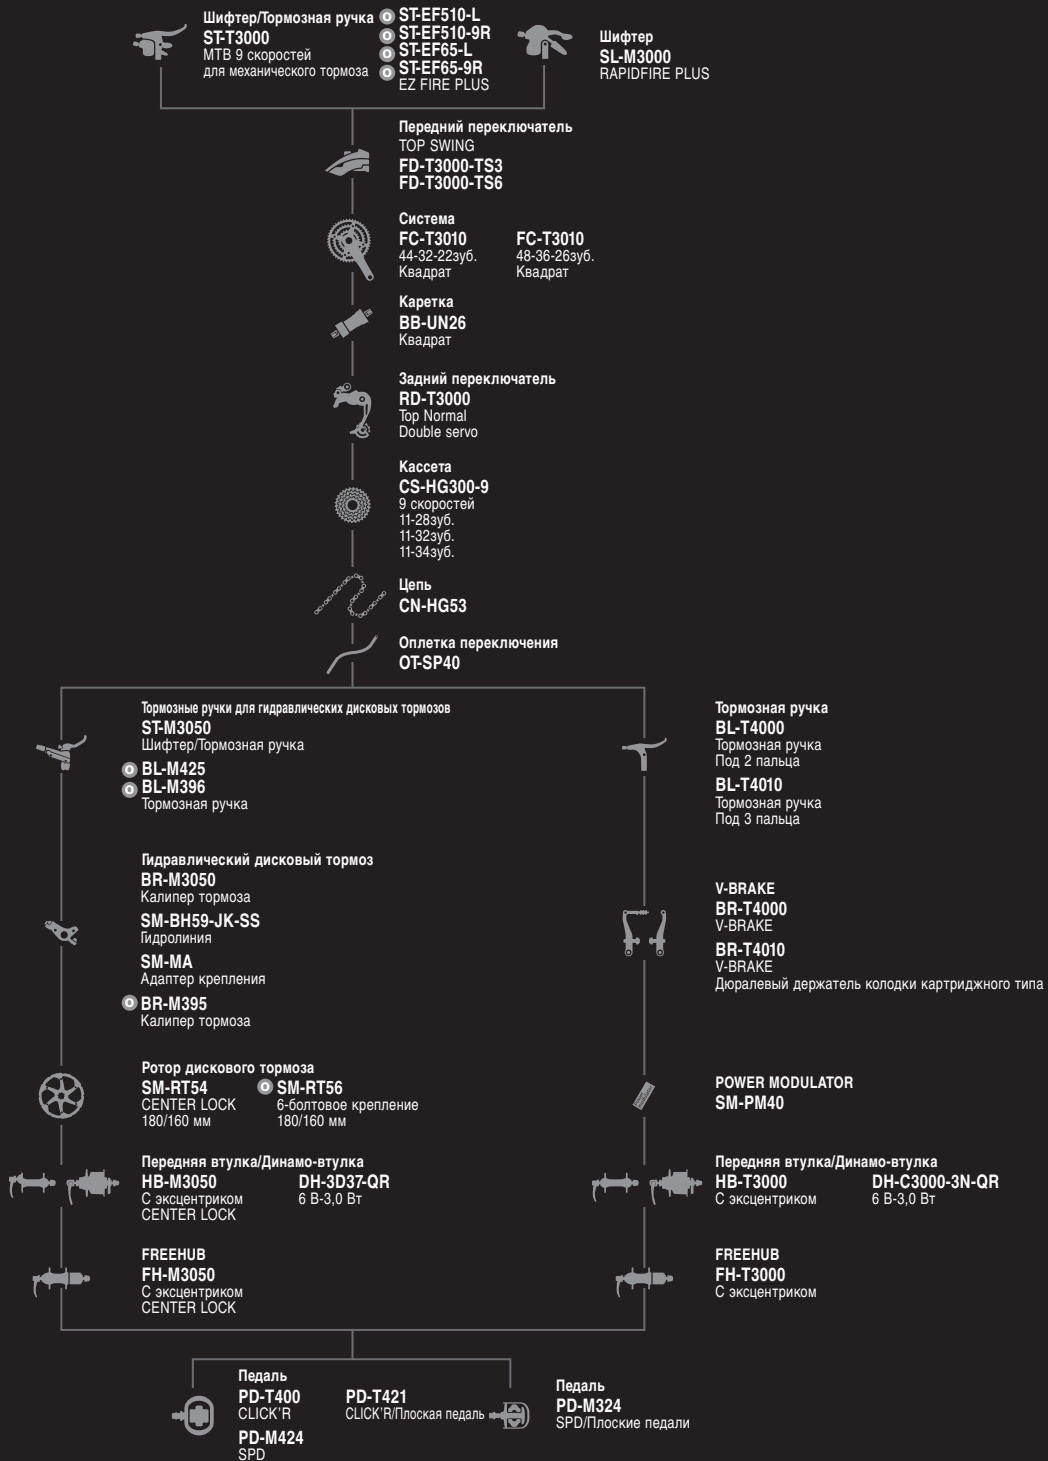 Шифтер/Тормозная ручка
ST-T3000
МТВ 9 скоростей
для механического тормоза
O ST-EF510-L
O ST-EF510-9R
O ST-EF65-L
O ST-EF65-9R
EZ FIRE PLUS
Шифтер
SL-M3000
RAPIDFIRE PLUS
Передний переключатель
TOP SWING
FD-T3000-TS3
FD-T3000-TS6
Система
FC-T3010
44-32-22зуб.
Квадрат
FC-T3010
48-36-26зуб.
Квадрат
Каретка
BB-UN26
Квадрат
Задний переключатель
RD-T3000
Top Normal
Double servo
Кассета
CS-HG300-9
9 скоростей
11-28зуб.
11-32зуб.
11-34зуб.
Цепь
CN-HG53
Оплетка переключения
OT-SP40
Тормозные ручки для гидравлических дисковых тормозов
ST-M3050
Шифтер/Тормозная ручка
O BL-M425
O BL-M396
Тормозная ручка
Гидравлический дисковый тормоз
BR-M3050
Калипер тормоза
SM-BH59-JK-SS
Гидролиния
SM-MA
Адаптер крепления
O BR-M395
Калипер тормоза
Ротор дискового тормоза
SM-RT54
CENTER LOCK
180/160 мм
O SM-RT56
6-болтовое крепление
180/160 мм
Передняя втулка/Динамо-втулка
HB-M3050
С эксцентриком
CENTER LOCK
DH-3D37-QR
6 В-3,0 Вт
FREEHUB
FH-M3050
С эксцентриком
CENTER LOCK
Тормозная ручка
BL-T4000
Тормозная ручка
Под 2 пальца
BL-T4010
Тормозная ручка
Под 3 пальца
V-BRAKE
BR-T4000
V-BRAKE
BR-T4010
V-BRAKE
Дюралевый держатель колодки картриджного типа
POWER MODULATOR
SM-PM40
Передняя втулка/Динамо-втулка
HB-T3000
С эксцентриком
DH-C3000-3N-QR
6 В-3,0 Вт
FREEHUB
FH-T3000
С эксцентриком
Педаль
PD-T400
CLICK'R
PD-M424
SPD
PD-T421
CLICK'R/Плоская педаль
Педаль
PD-M324
SPD/Плоские педали